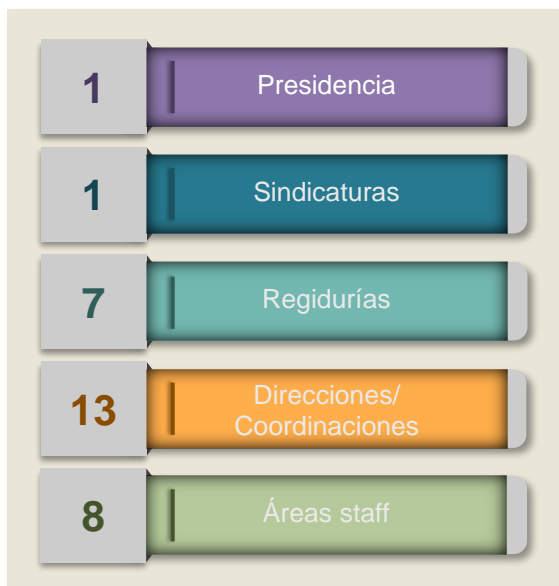 1
Presidencia
1
Sindicaturas
7
Regidurías
13
Direcciones/
Coordinaciones
8
Áreas staff